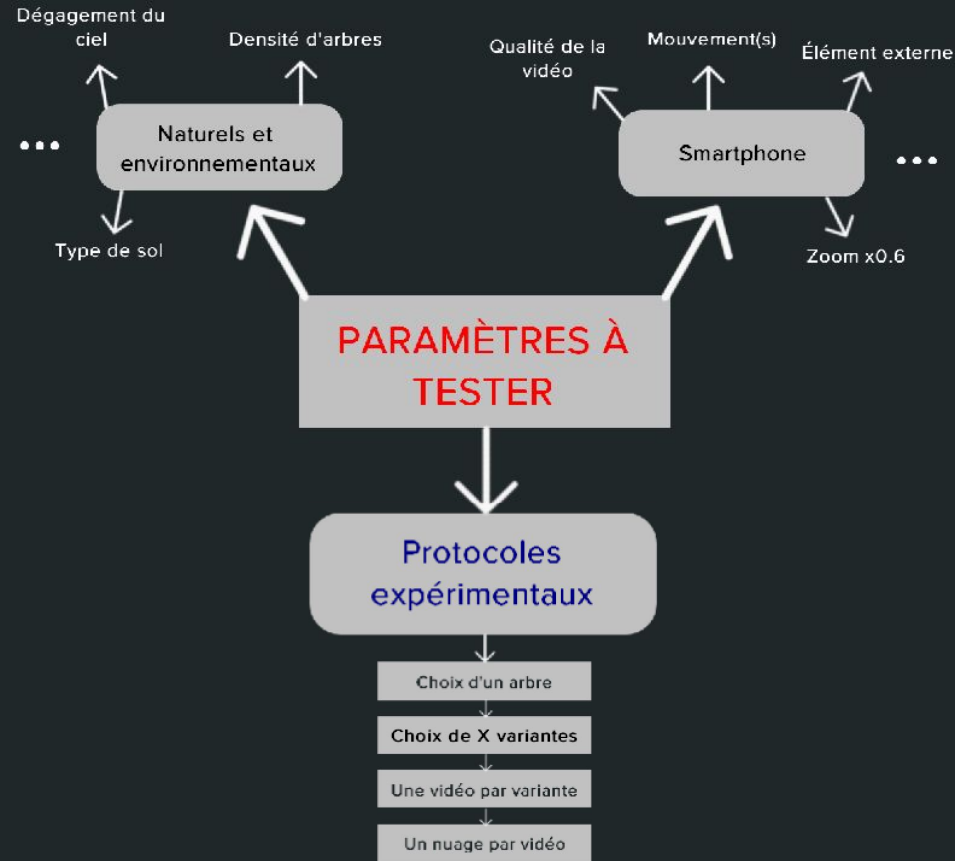 Dégagement du
ciel
Densité d'arbres
Qualité de la
vidéo
Mouvement(s)
Élément externe
...
Naturels et
environnementaux
Smartphone
...
Type de sol
Zoom x0.6
PARAMÈTRES À
TESTER
Protocoles
expérimentaux
Choix d'un arbre
Choix de X variantes
Une vidéo par variante
Un nuage par vidéo